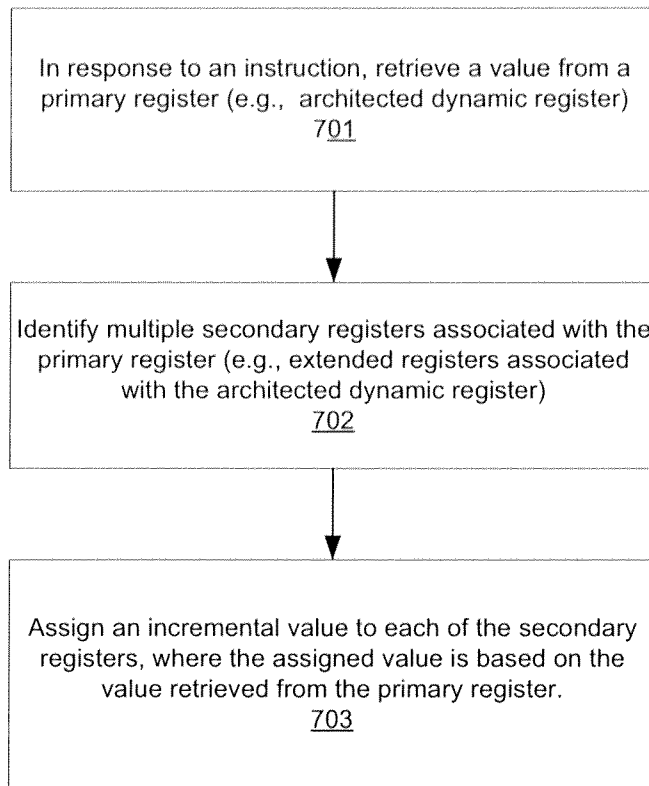 In response to an instruction, retrieve a value from a
primary register (e.g., architected dynamic register)
701
Identify multiple secondary registers associated with the
primary register (e.g., extended registers associated
with the architected dynamic register)
702
Assign an incremental value to each of the secondary
registers, where the assigned value is based on the
value retrieved from the primary register.
703